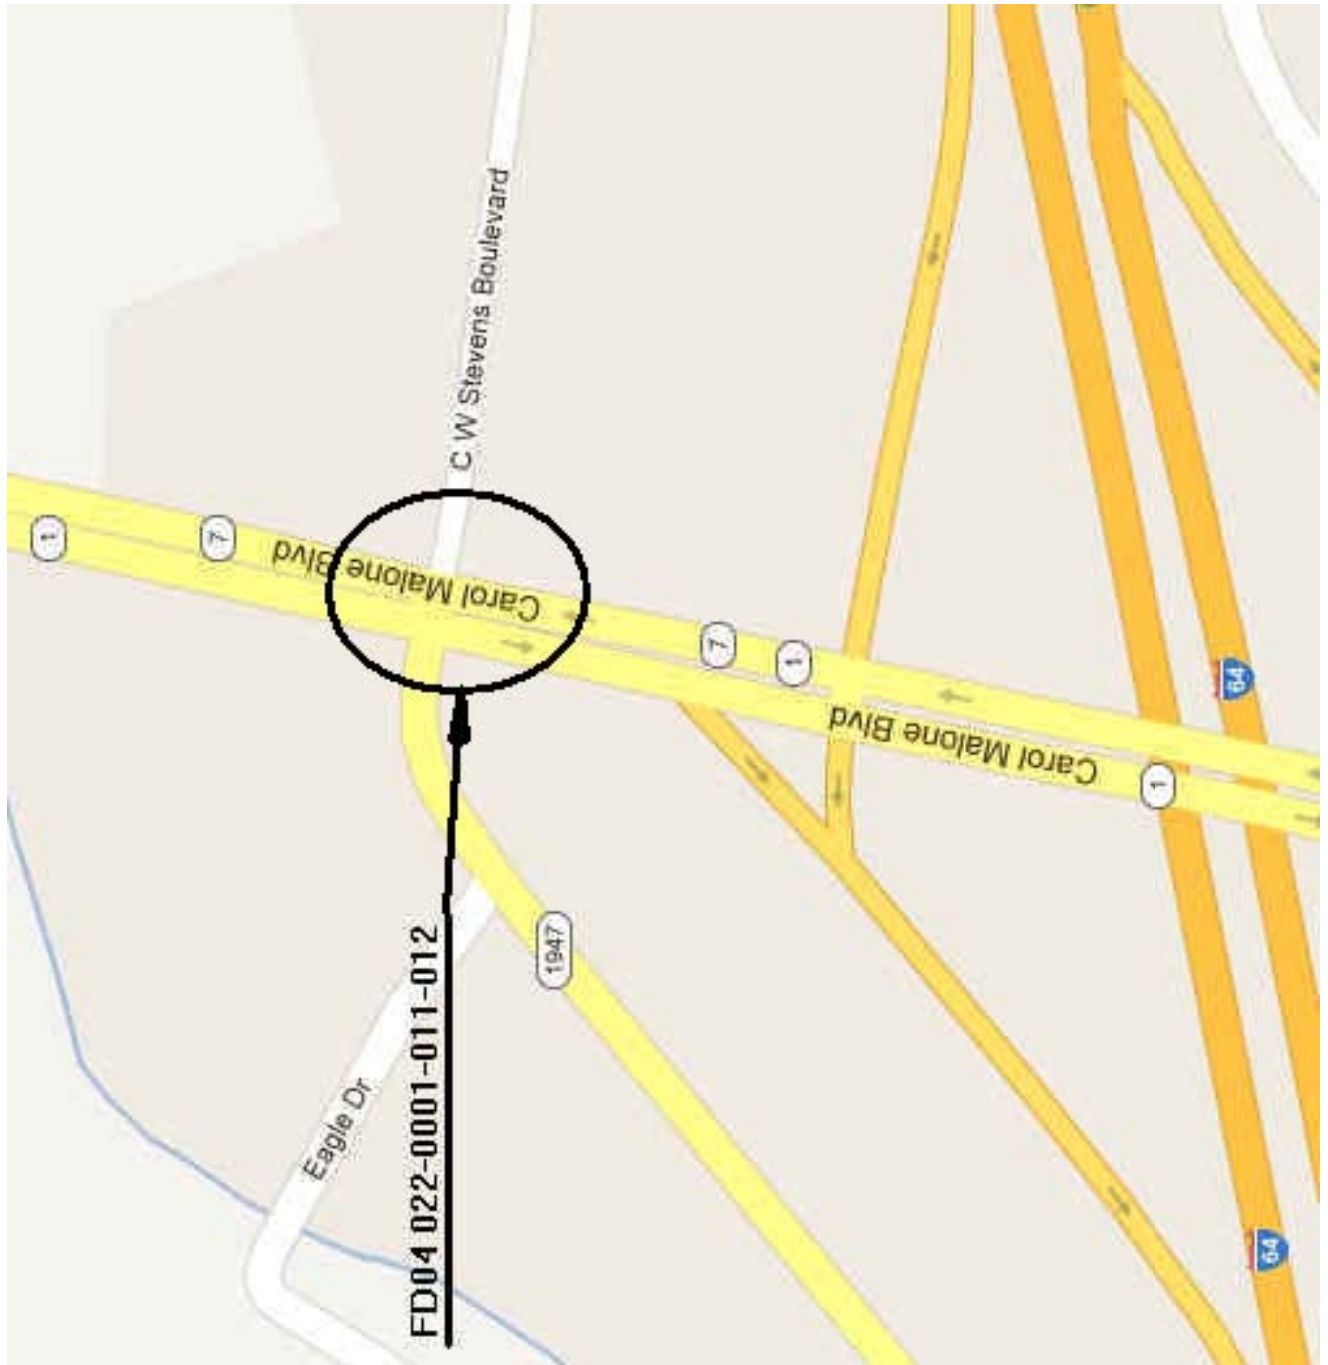 C W Stevens Boulevard
1
7
Carol Malone Blvd
7
1
64
Carol Malone Blvd
1
1947
FD04 022-0001-011-012
Eagle Dr
64